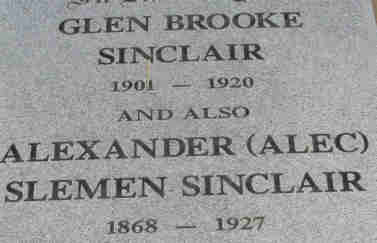 GLEN BROOKE
SINCLAIR
1901 — 1920
AND ALSO
ALEXANDER (ALEC)
SLEMEN SINCLAIR
1868 — 1927